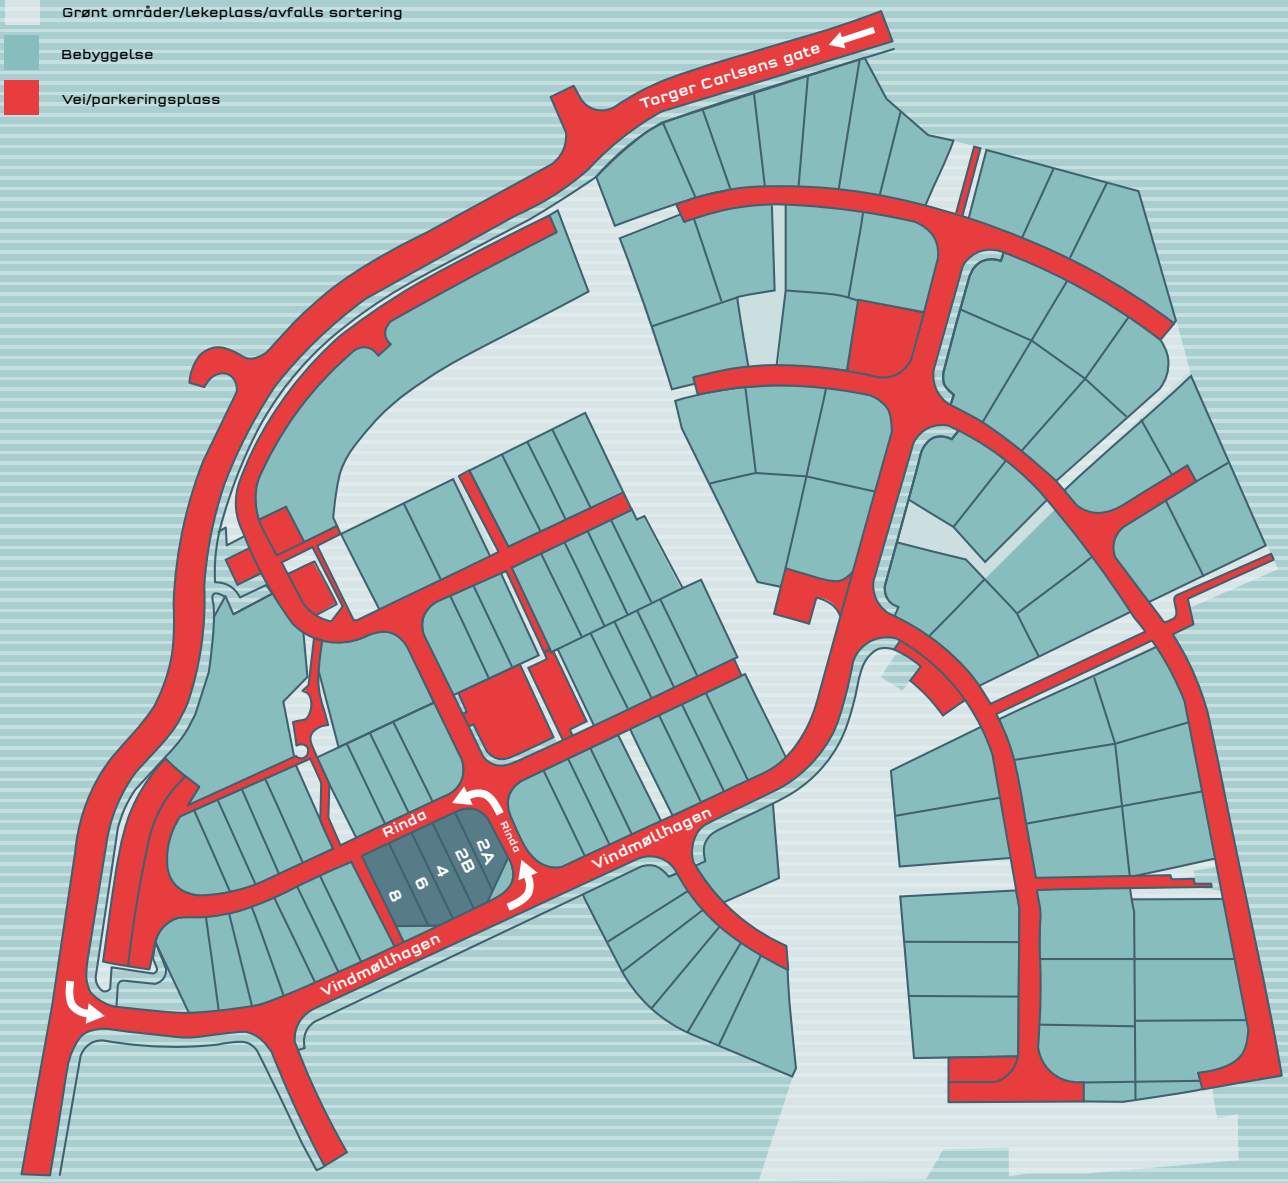 Grønt områder/lekeplass/avfalls sortering
Bebyggelse
Vei/parkeringsplass
Torger Carlsens gate
Rinda
Rinda
2A
2B
4
6
8
Vindmøllhagen
Vindmøllhagen